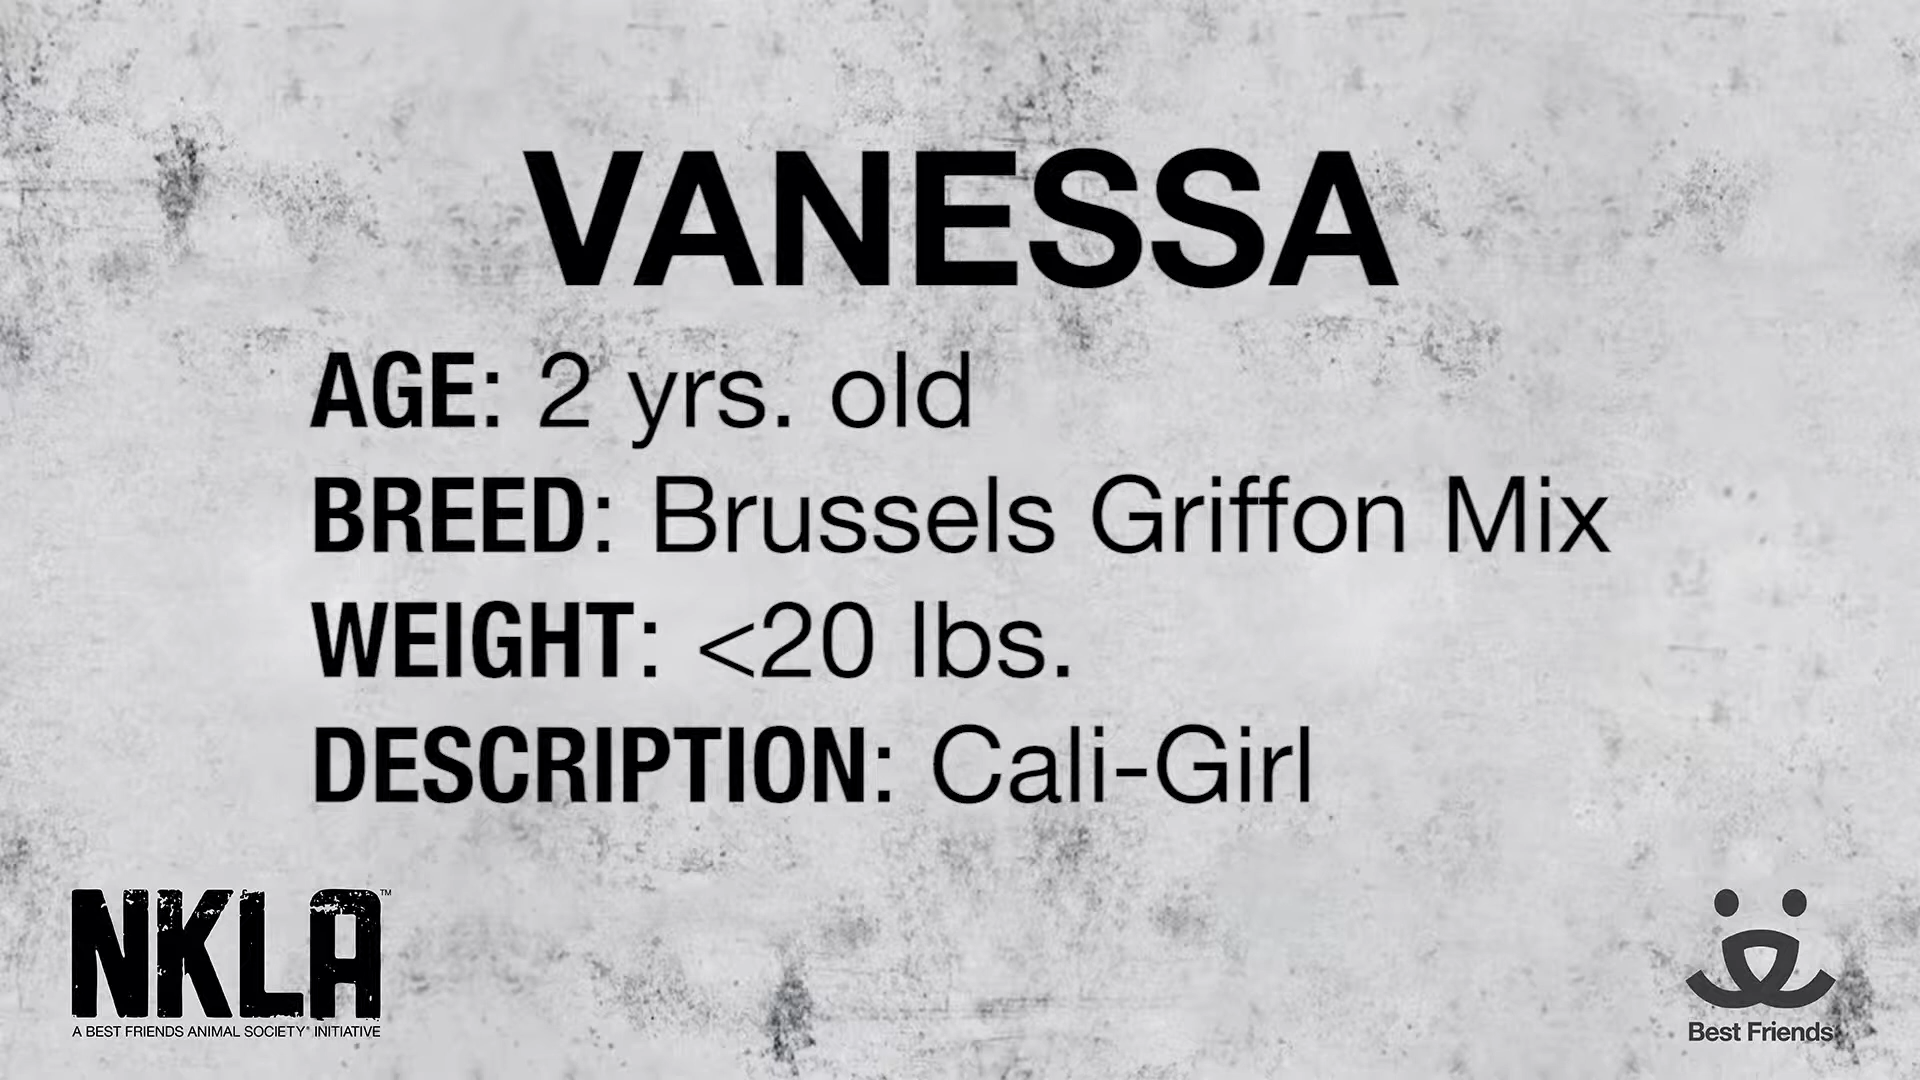 VANESSA
AGE: 2 yrs. old
BREED: Brussels Griffon Mix
WEIGHT: <20 lbs.
DESCRIPTION: Cali-Girl
NKLA™
A BEST FRIENDS ANIMAL SOCIETY® INITIATIVE
Best Friends